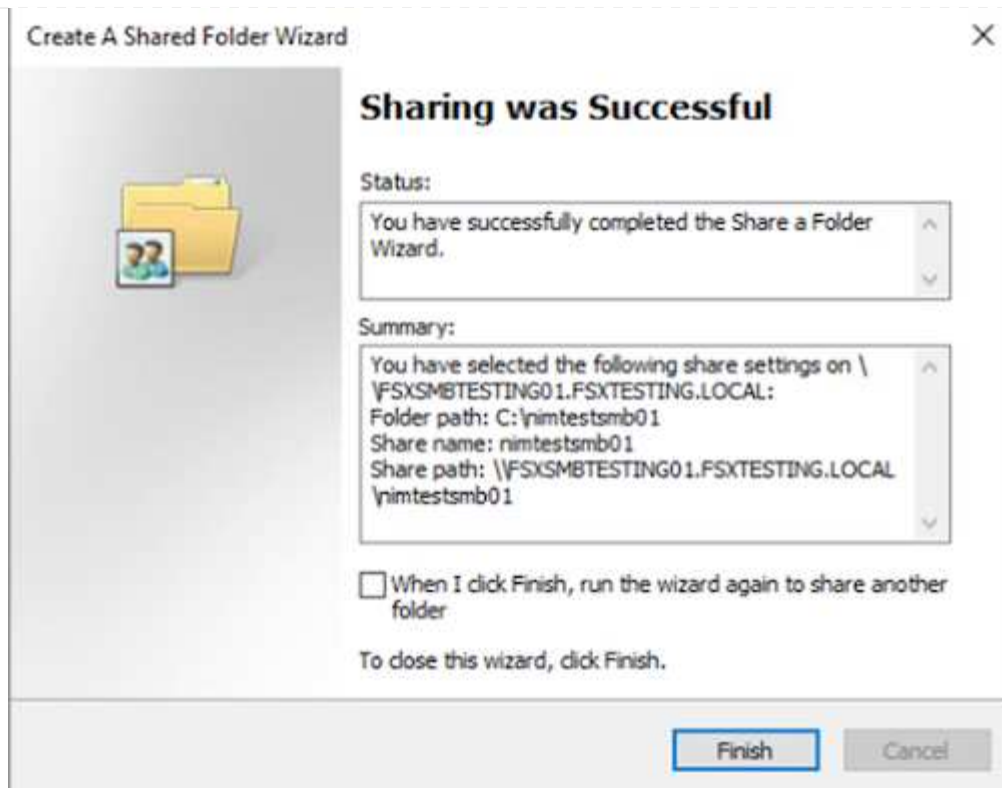 Create A Shared Folder Wizard
Sharing was Successful
Status:
You have successfully completed the Share a Folder
Wizard.
Summary:
You have selected the following share settings on \
\FSXSMBTESTING01.FSXTESTING.LOCAL:
Folder path: C:\nimtestsmb01
Share name: nimtestsmb01
Share path: \\FSXSMBTESTING01.FSXTESTING.LOCAL
\nimtestsmb01
When I click Finish, run the wizard again to share another
folder
To close this wizard, click Finish.
Finish
Cancel